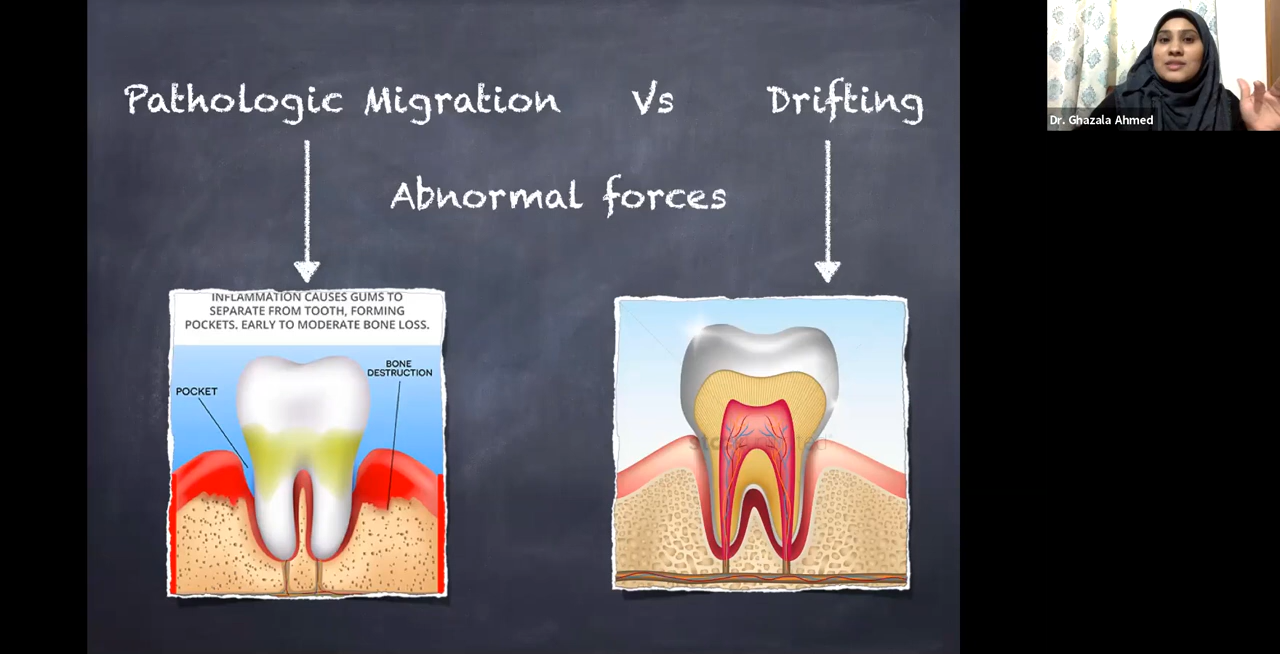 Pathologic Migration Vs Drifting
Dr. Ghazala Ahmed
Abnormal forces
INFLAMMATION CAUSES GUMS TO
SEPARATE FROM TOOTH, FORMING
POCKETS. EARLY TO MODERATE BONE LOSS.
BONE
DESTRUCTION
POCKET